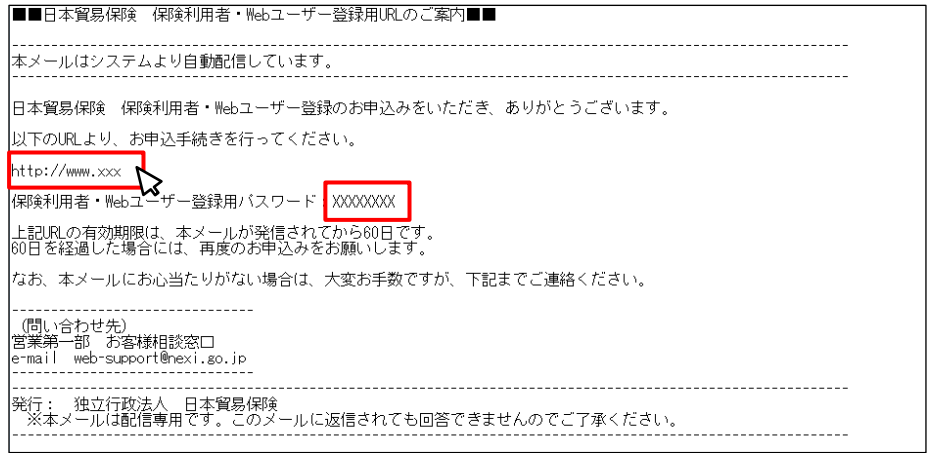 ■■日本貿易保険　保険利用者・Webユーザー登録用URLのご案内■■
--------------------------------------------------------------------------------
本メールはシステムより自動配信しています。
--------------------------------------------------------------------------------
日本貿易保険　保険利用者・Webユーザー登録のお申込みをいただき、ありがとうございます。
以下のURLより、お申込手続きを行ってください。
http://www.xxx
保険利用者・Webユーザー登録用パスワード：XXXXXXXX
上記URLの有効期限は、本メールが発信されてから60日です。
60日を経過した場合には、再度のお申込みをお願いします。
なお、本メールにお心当たりがない場合は、大変お手数ですが、下記までご連絡ください。
-----------------------------
（問い合わせ先）
営業第一部　お客様相談窓口
e-mail　web-support@nexi.go.jp
-----------------------------
--------------------------------------------------------------------------------
発行：　独立行政法人　日本貿易保険
※本メールは配信専用です。このメールに返信されても回答できませんのでご了承ください。
--------------------------------------------------------------------------------